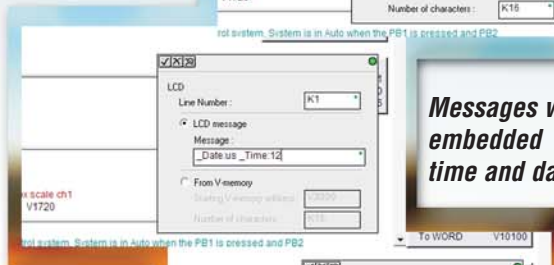 Number of characters : K16
rol system, System is in Auto when the PB1 is pressed and PB2
LCD
Line Number : K1
LCD message
Message :
_Date:us _Time:12
From V-memory
Starting V-memory address V3000
Number of characters : K16
Messages
embedded
time and
scale ch1
V1720
rol system, System is in Auto when the PB1 is pressed and PB2
To WORD V10100